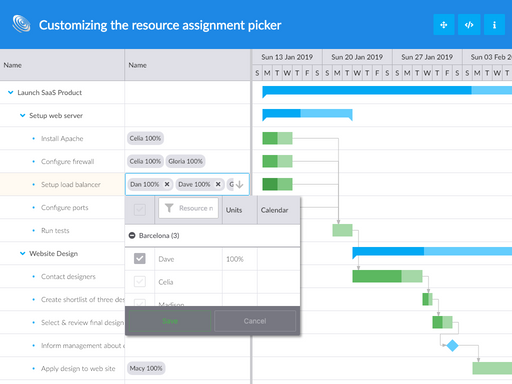 Customizing the resource assignment picker
Name Name Sun 13 Jan 2019 Sun 20 Jan 2019 Sun 27 Jan 2019 Sun 03 Feb 2
S M T W T F S S M T W T F S S M T W T F S S M T W T
Launch SaaS Product
Setup web server
Install Apache Celia 100%
Configure firewall Celia 100% Gloria 100%
Setup load balancer Dan 100% × Dave 100% × G
Configure ports
Resource n Units Calendar
Run tests
Barcelona (3)
Website Design
Dave 100%
Contact designers
Celia
Create shortlist of three des
Madison
Select & review final design
Save Cancel
Inform management about d
Apply design to web site Macy 100%